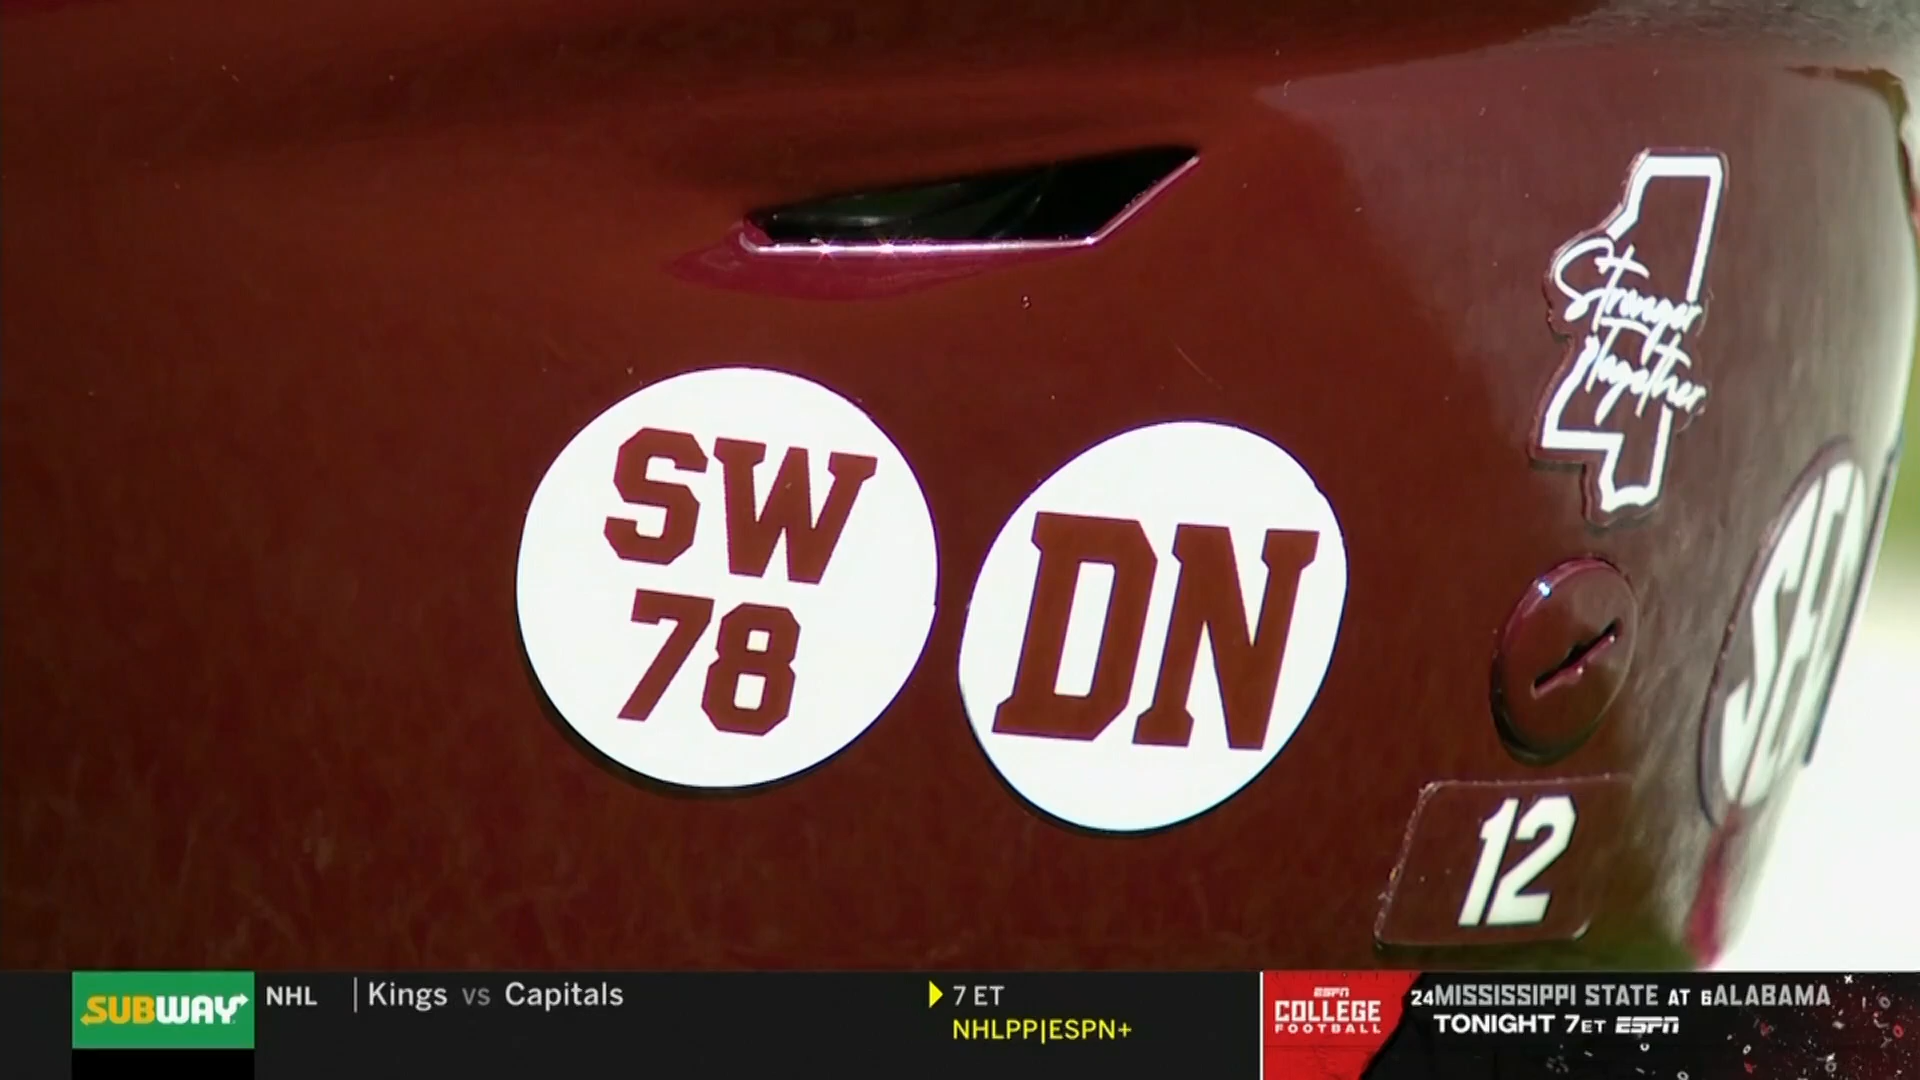 Stronger
Together
SW
78
DN
SEC
12
SUBWAY
NHL
Kings vs Capitals
7 ET
NHLPP|ESPN+
ESPN
COLLEGE
FOOTBALL
24MISSISSIPPI STATE AT 6ALABAMA
TONIGHT 7ET ESPN